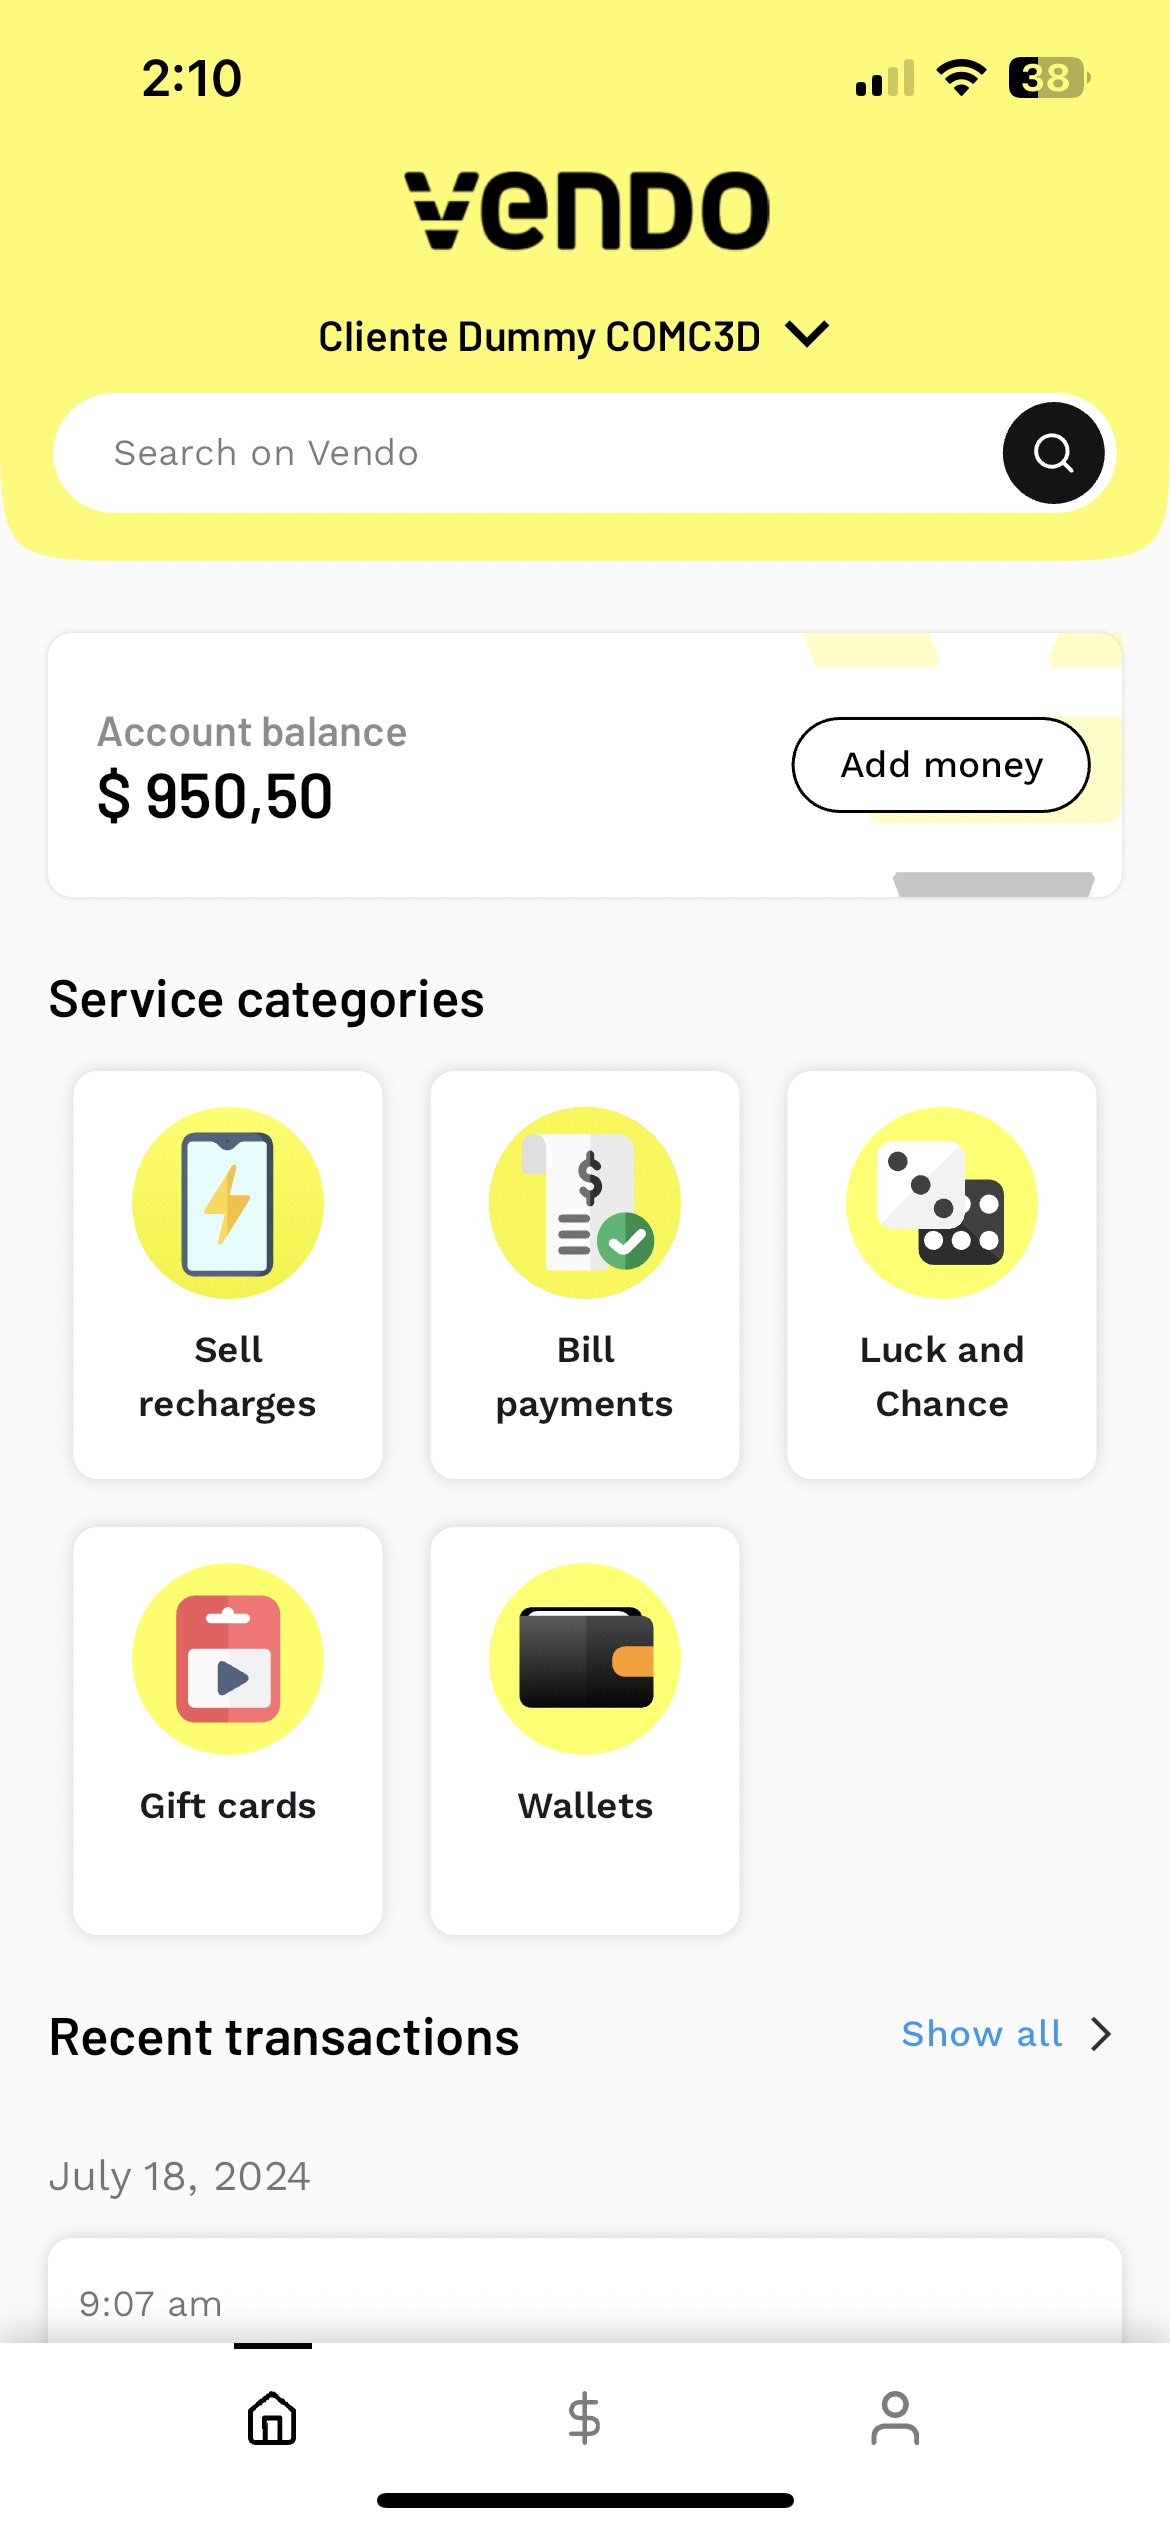 2:10
38
VENDO
Cliente Dummy COMC3D
Search on Vendo
Account balance
$ 950,50
Add money
Service categories
Sell
recharges
Bill
payments
Luck and
Chance
Gift cards
Wallets
Recent transactions
Show all
July 18, 2024
9:07 am